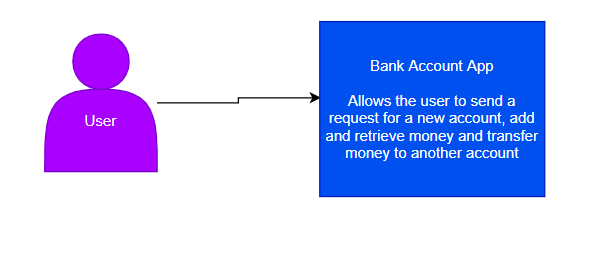 User
Bank Account App
Allows the user to send a
request for a new account, add
and retrieve money and transfer
money to another account